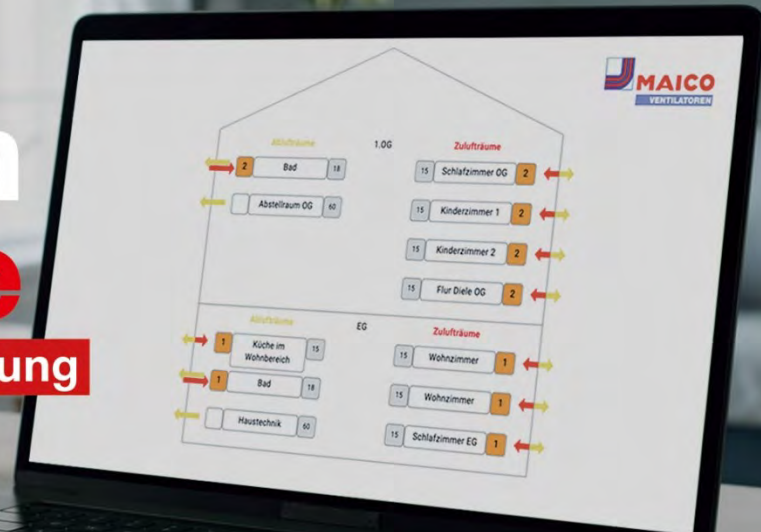 n
e
ung
MAICO
VENTILATOREN
Ablufträume
1.OG
Zulufträume
2
Bad
18
15
Schlafzimmer OG
2
Abstellraum OG
60
15
Kinderzimmer 1
2
15
Kinderzimmer 2
2
15
Flur Diele OG
2
Ablufträume
EG
Zulufträume
1
Küche im
Wohnbereich
15
15
Wohnzimmer
1
1
Bad
18
15
Wohnzimmer
1
Haustechnik
60
15
Schlafzimmer EG
1